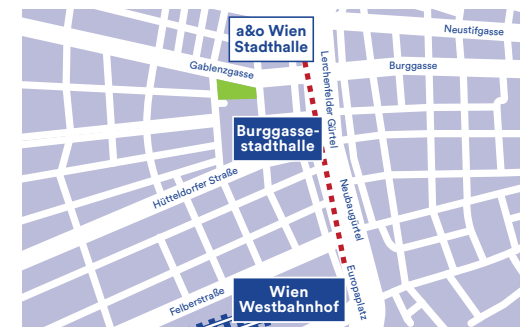 a&o Wien
Stadthalle
Neustifgasse
Gablenzgasse
Burggasse
Lerchenfelder Gürtel
Burggasse-
stadthalle
Hütteldorfer Straße
Neubaugürtel
Europaplatz
Felberstraße
Wien
Westbahnhof